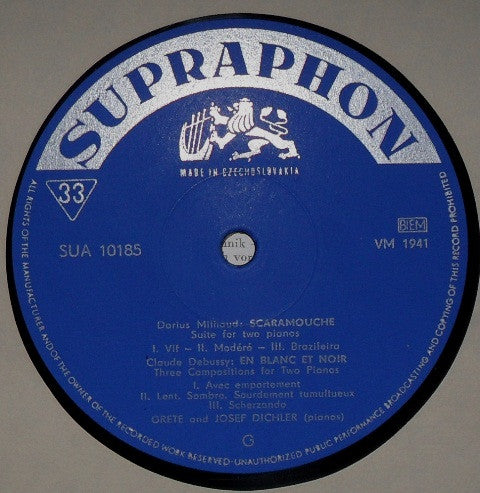 SUPRAPHON
MADE IN CZECHOSLOVAKIA
33
SUA 10185
BIEM
VM 1941
nik
vor
Darius Milhaud: SCARAMOUCHE
Suite for two pianos
I. Vif – II. Modéré – III. Brazileira
Claude Debussy: EN BLANC ET NOIR
Three Compositions for Two Pianos
I. Avec emportement
II. Lent. Sombre. Sourdement tumultueux
III. Scherzando
GRETE and JOSEF DICHLER (pianos)
G
ALL RIGHTS OF THE MANUFACTURER AND OF THE OWNER OF THE RECORDED WORK RESERVED-UNAUTHORIZED PUBLIC PERFORMANCE BROADCASTING AND COPYING OF THIS RECORD PROHIBITED